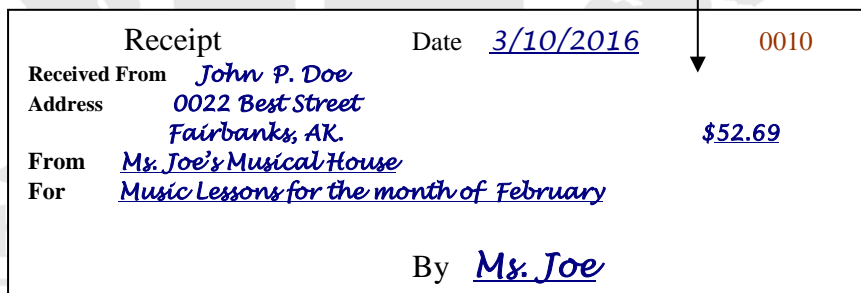 Receipt Date 3/10/2016 0010
Received From John P. Doe
Address 0022 Best Street
Fairbanks, AK. $52.69
From Ms. Joe's Musical House
For Music Lessons for the month of February
By Ms. Joe